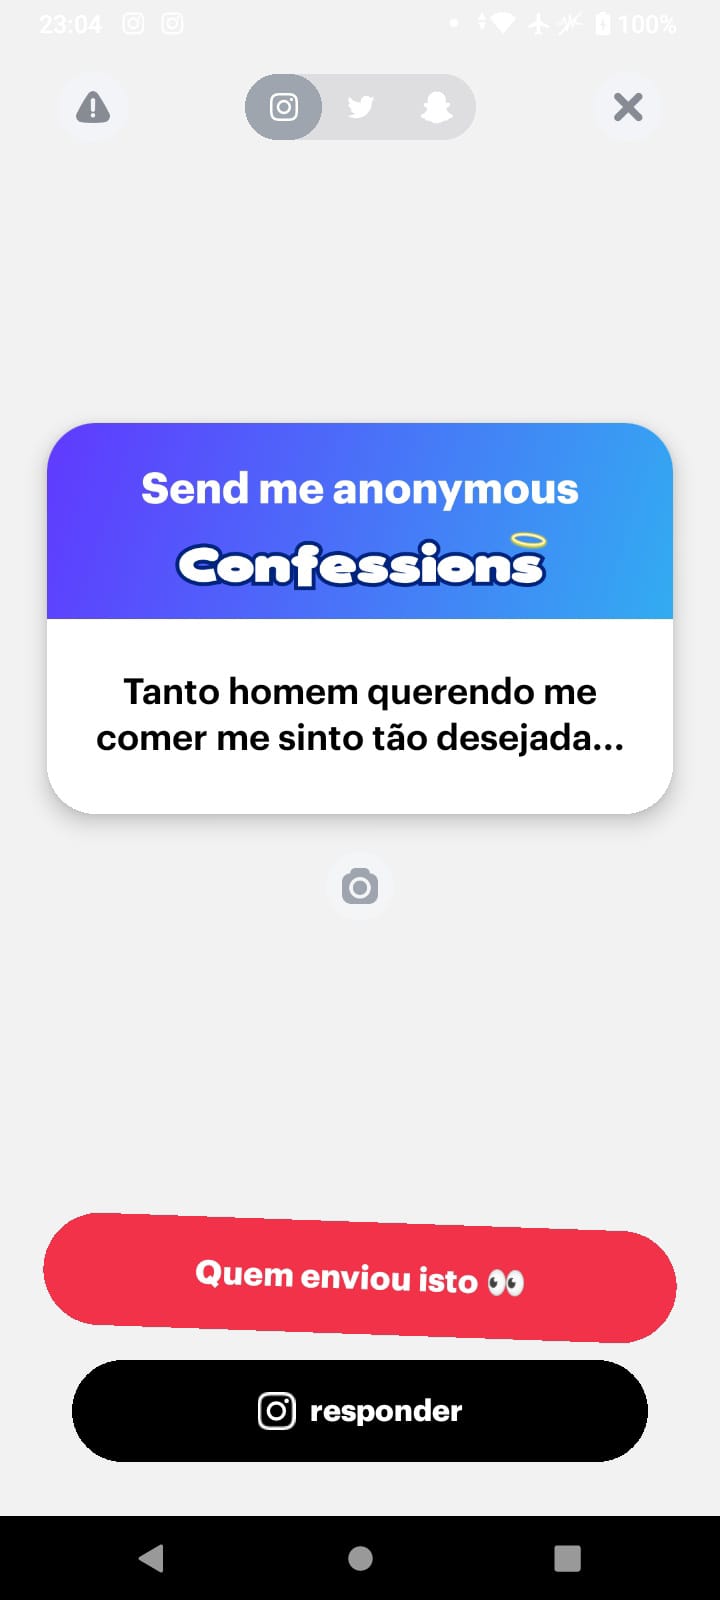 23:04
100%
Send me anonymous
Confessions
Tanto homem querendo me
comer me sinto tão desejada...
Quem enviou isto 👀
responder